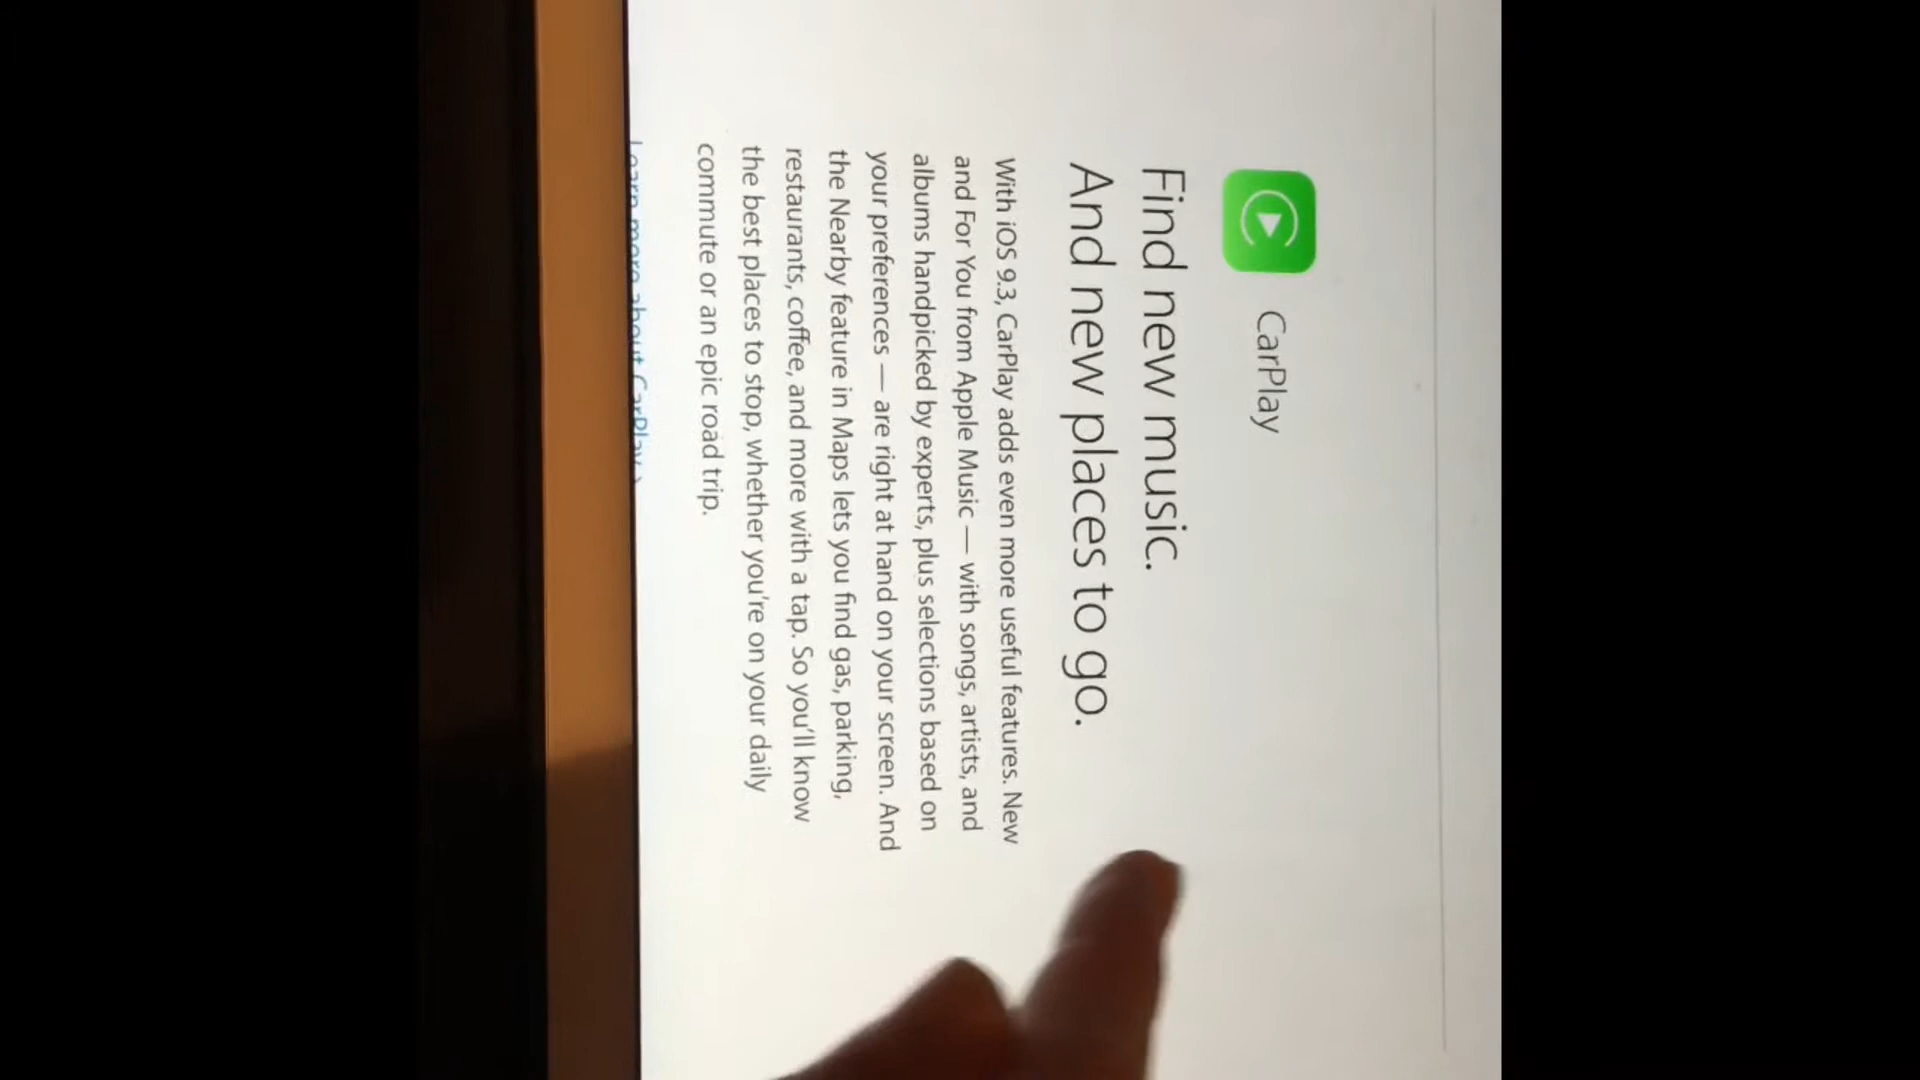 CarPlay
Find new music.
And new places to go.
With iOS 9.3, CarPlay adds even more useful features. New
and For You from Apple Music — with songs, artists, and
albums handpicked by experts, plus selections based on
your preferences — are right at hand on your screen. And
the Nearby feature in Maps lets you find gas, parking,
restaurants, coffee, and more with a tap. So you'll know
the best places to stop, whether you're on your daily
commute or an epic road trip.
Learn more about CarPlay >